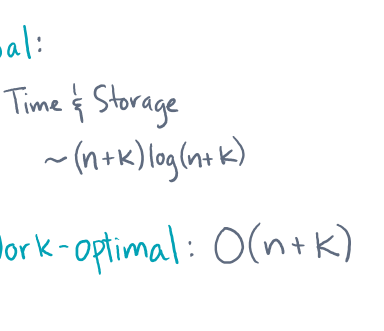 al:
Time & Storage
~(n+k)log(n+k)
ork-optimal: O(n+k)